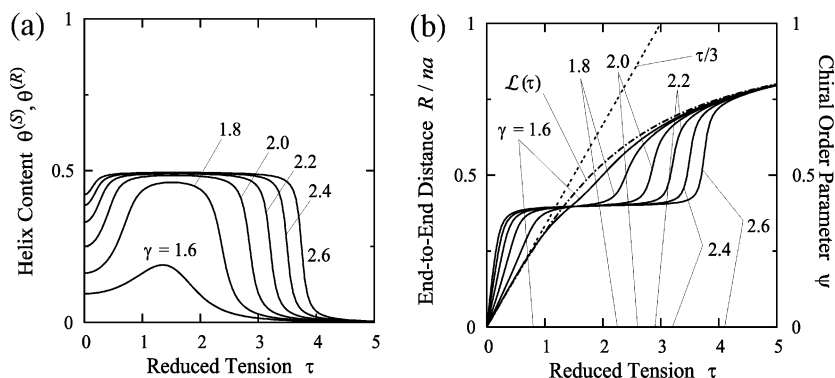 (a)
1
0.5
0
Helix Content θ(S), θ(R)
1.8
2.0
2.2
2.4
2.6
γ = 1.6
0 1 2 3 4 5
Reduced Tension τ
(b)
1
0.5
0
End-to-End Distance R / na
ℒ(τ)
γ = 1.6
1.8
2.0
τ/3
2.2
2.6
2.4
0 1 2 3 4 5
Reduced Tension τ
1
0.5
0
Chiral Order Parameter ψ